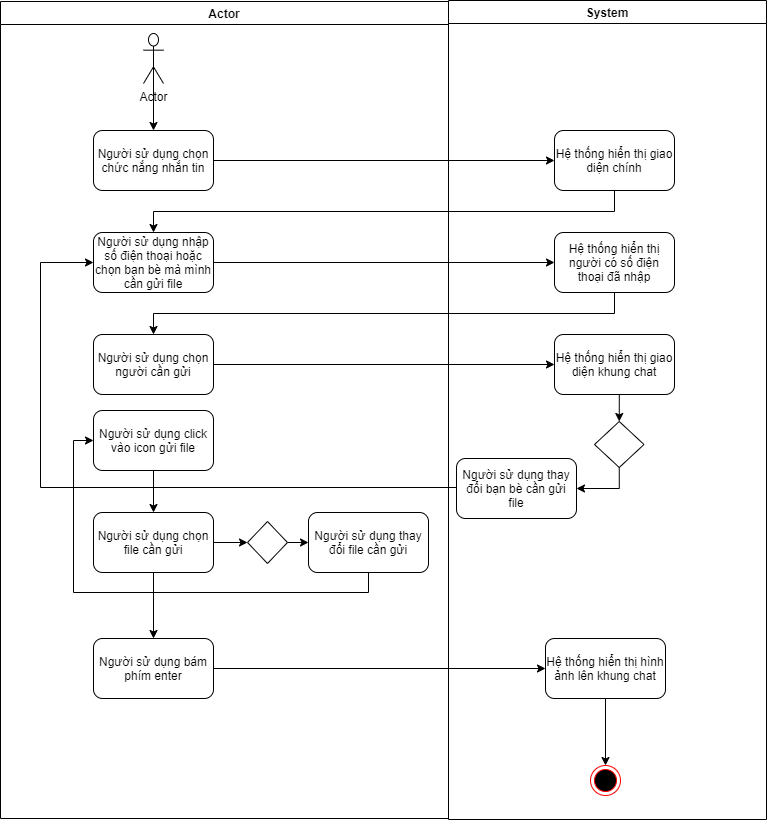 Actor
System
Actor
Người sử dụng chọn
chức nắng nhắn tin
Hệ thống hiển thị giao
diện chính
Người sử dụng nhập
số điện thoại hoặc
chọn bạn bè mà mình
cần gửi file
Hệ thống hiển thị
người có số điện
thoại đã nhập
Người sử dụng chọn
người cần gửi
Hệ thống hiển thị giao
diện khung chat
Người sử dụng click
vào icon gửi file
Người sử dụng thay
đổi bạn bè cần gửi
file
Người sử dụng chọn
file cần gửi
Người sử dụng thay
đổi file cần gửi
Người sử dụng bấm
phím enter
Hệ thống hiển thị hình
ảnh lên khung chat